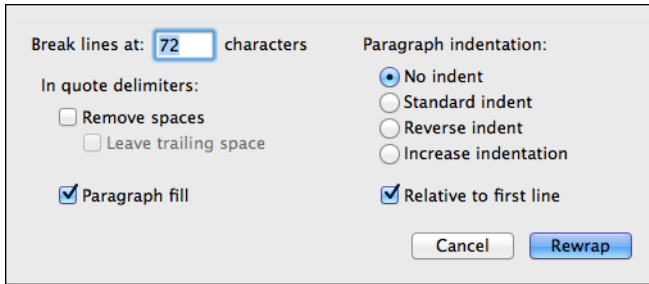 Break lines at: 72 characters
In quote delimiters:
Remove spaces
Leave trailing space
Paragraph fill
Paragraph indentation:
No indent
Standard indent
Reverse indent
Increase indentation
Relative to first line
Cancel Rewrap